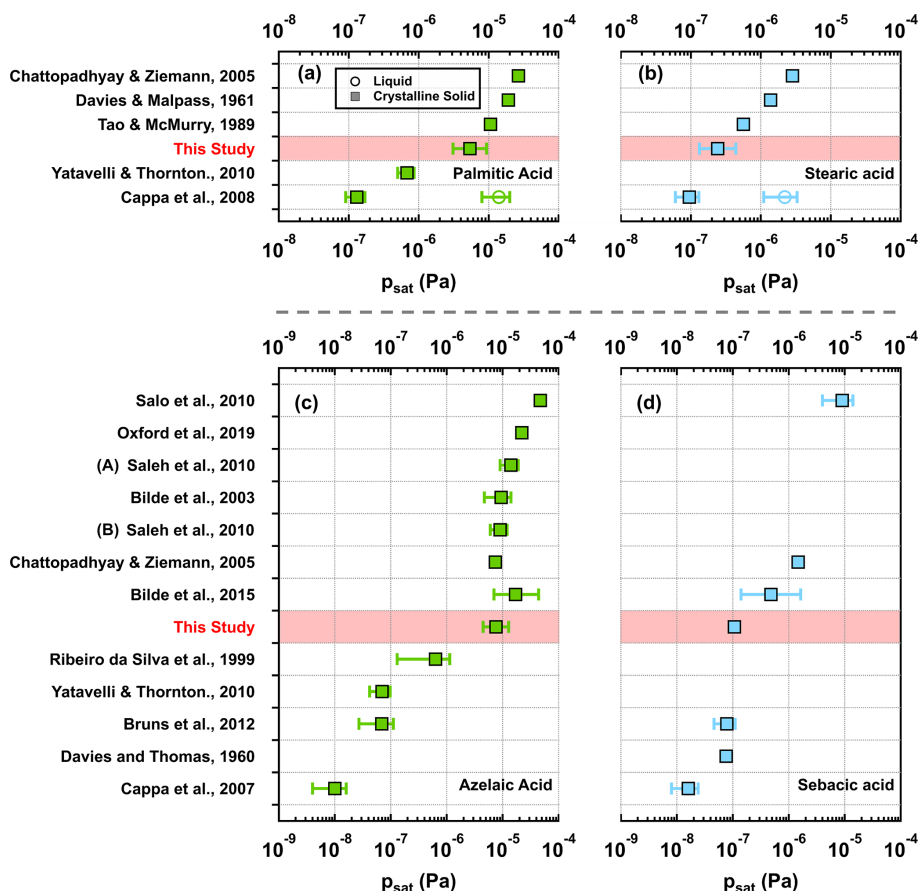 10^-8 10^-7 10^-6 10^-5 10^-4 10^-8 10^-7 10^-6 10^-5 10^-4
(a) (b)
Liquid
Crystalline Solid
Chattopadhyay & Ziemann, 2005
Davies & Malpass, 1961
Tao & McMurry, 1989
This Study
Yatavelli & Thornton., 2010
Cappa et al., 2008
Palmitic Acid Stearic acid
10^-8 10^-7 10^-6 10^-5 10^-4 10^-8 10^-7 10^-6 10^-5 10^-4
p_sat (Pa) p_sat (Pa)
10^-9 10^-8 10^-7 10^-6 10^-5 10^-4 10^-9 10^-8 10^-7 10^-6 10^-5 10^-4
(c) (d)
Salo et al., 2010
Oxford et al., 2019
(A) Saleh et al., 2010
Bilde et al., 2003
(B) Saleh et al., 2010
Chattopadhyay & Ziemann, 2005
Bilde et al., 2015
This Study
Ribeiro da Silva et al., 1999
Yatavelli & Thornton., 2010
Bruns et al., 2012
Davies and Thomas, 1960
Cappa et al., 2007
Azelaic Acid Sebacic acid
10^-9 10^-8 10^-7 10^-6 10^-5 10^-4 10^-9 10^-8 10^-7 10^-6 10^-5 10^-4
p_sat (Pa) p_sat (Pa)